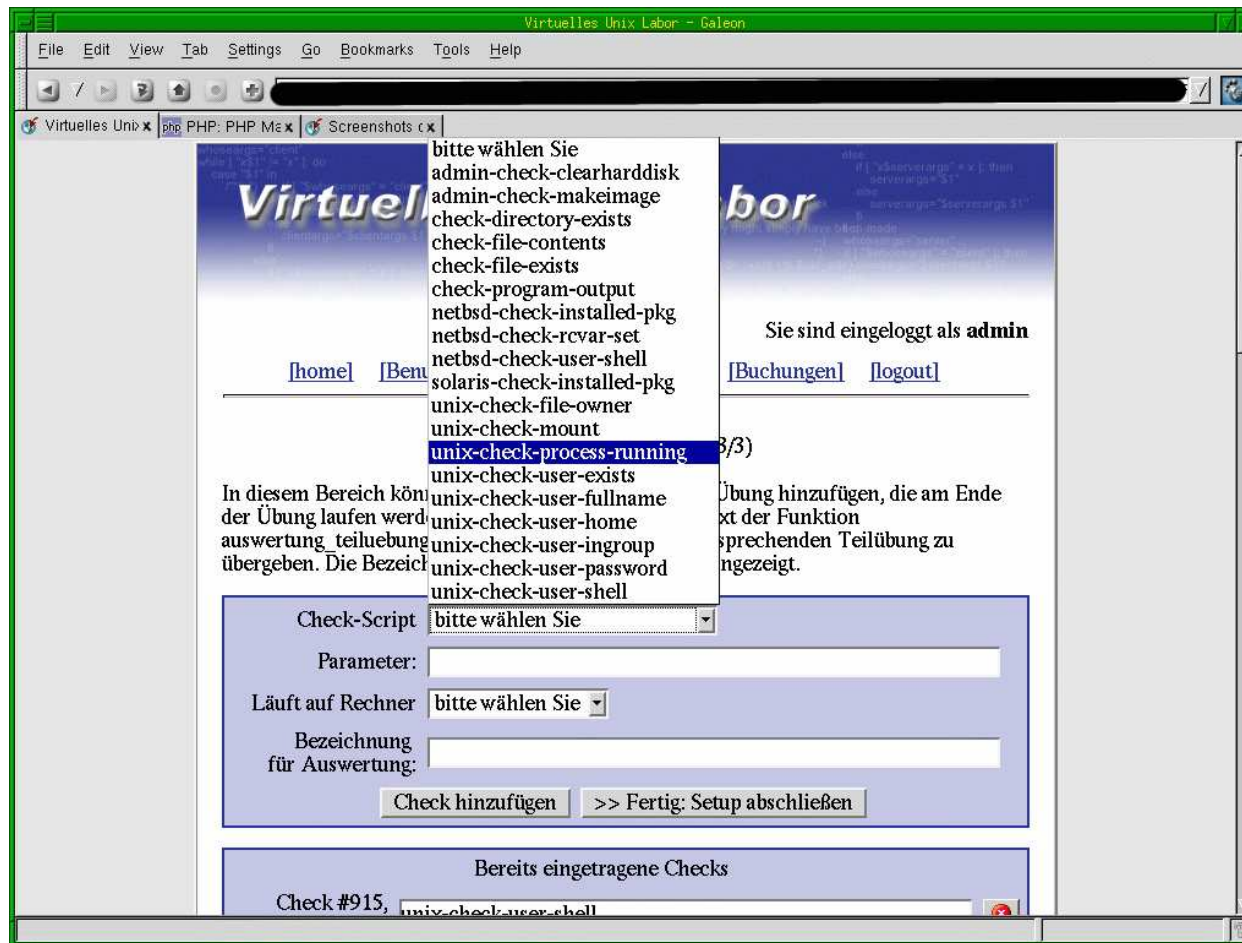 Virtuelles Unix Labor - Galeon
File Edit View Tab Settings Go Bookmarks Tools Help
Virtuelles Unix PHP: PHP Ma Screenshots
bitte wählen Sie
admin-check-clearharddisk
admin-check-makeimage
check-directory-exists
check-file-contents
check-file-exists
check-program-output
netbsd-check-installed-pkg
netbsd-check-rcvar-set
netbsd-check-user-shell
solaris-check-installed-pkg
unix-check-file-owner
unix-check-mount
unix-check-process-running
unix-check-user-exists
unix-check-user-fullname
unix-check-user-home
unix-check-user-ingroup
unix-check-user-password
unix-check-user-shell
Virtuell bor
Sie sind eingeloggt als admin
[home] [Benu [Buchungen] [logout]
3/3)
In diesem Bereich könn Übung hinzufügen, die am Ende
der Übung laufen werd xt der Funktion
auswertung_teiluebung sprechenden Teilübung zu
übergeben. Die Bezeich ngezeigt.
Check-Script bitte wählen Sie
Parameter:
Läuft auf Rechner bitte wählen Sie
Bezeichnung
für Auswertung:
Check hinzufügen >> Fertig: Setup abschließen
Bereits eingetragene Checks
Check #915, unix-check-user-shell